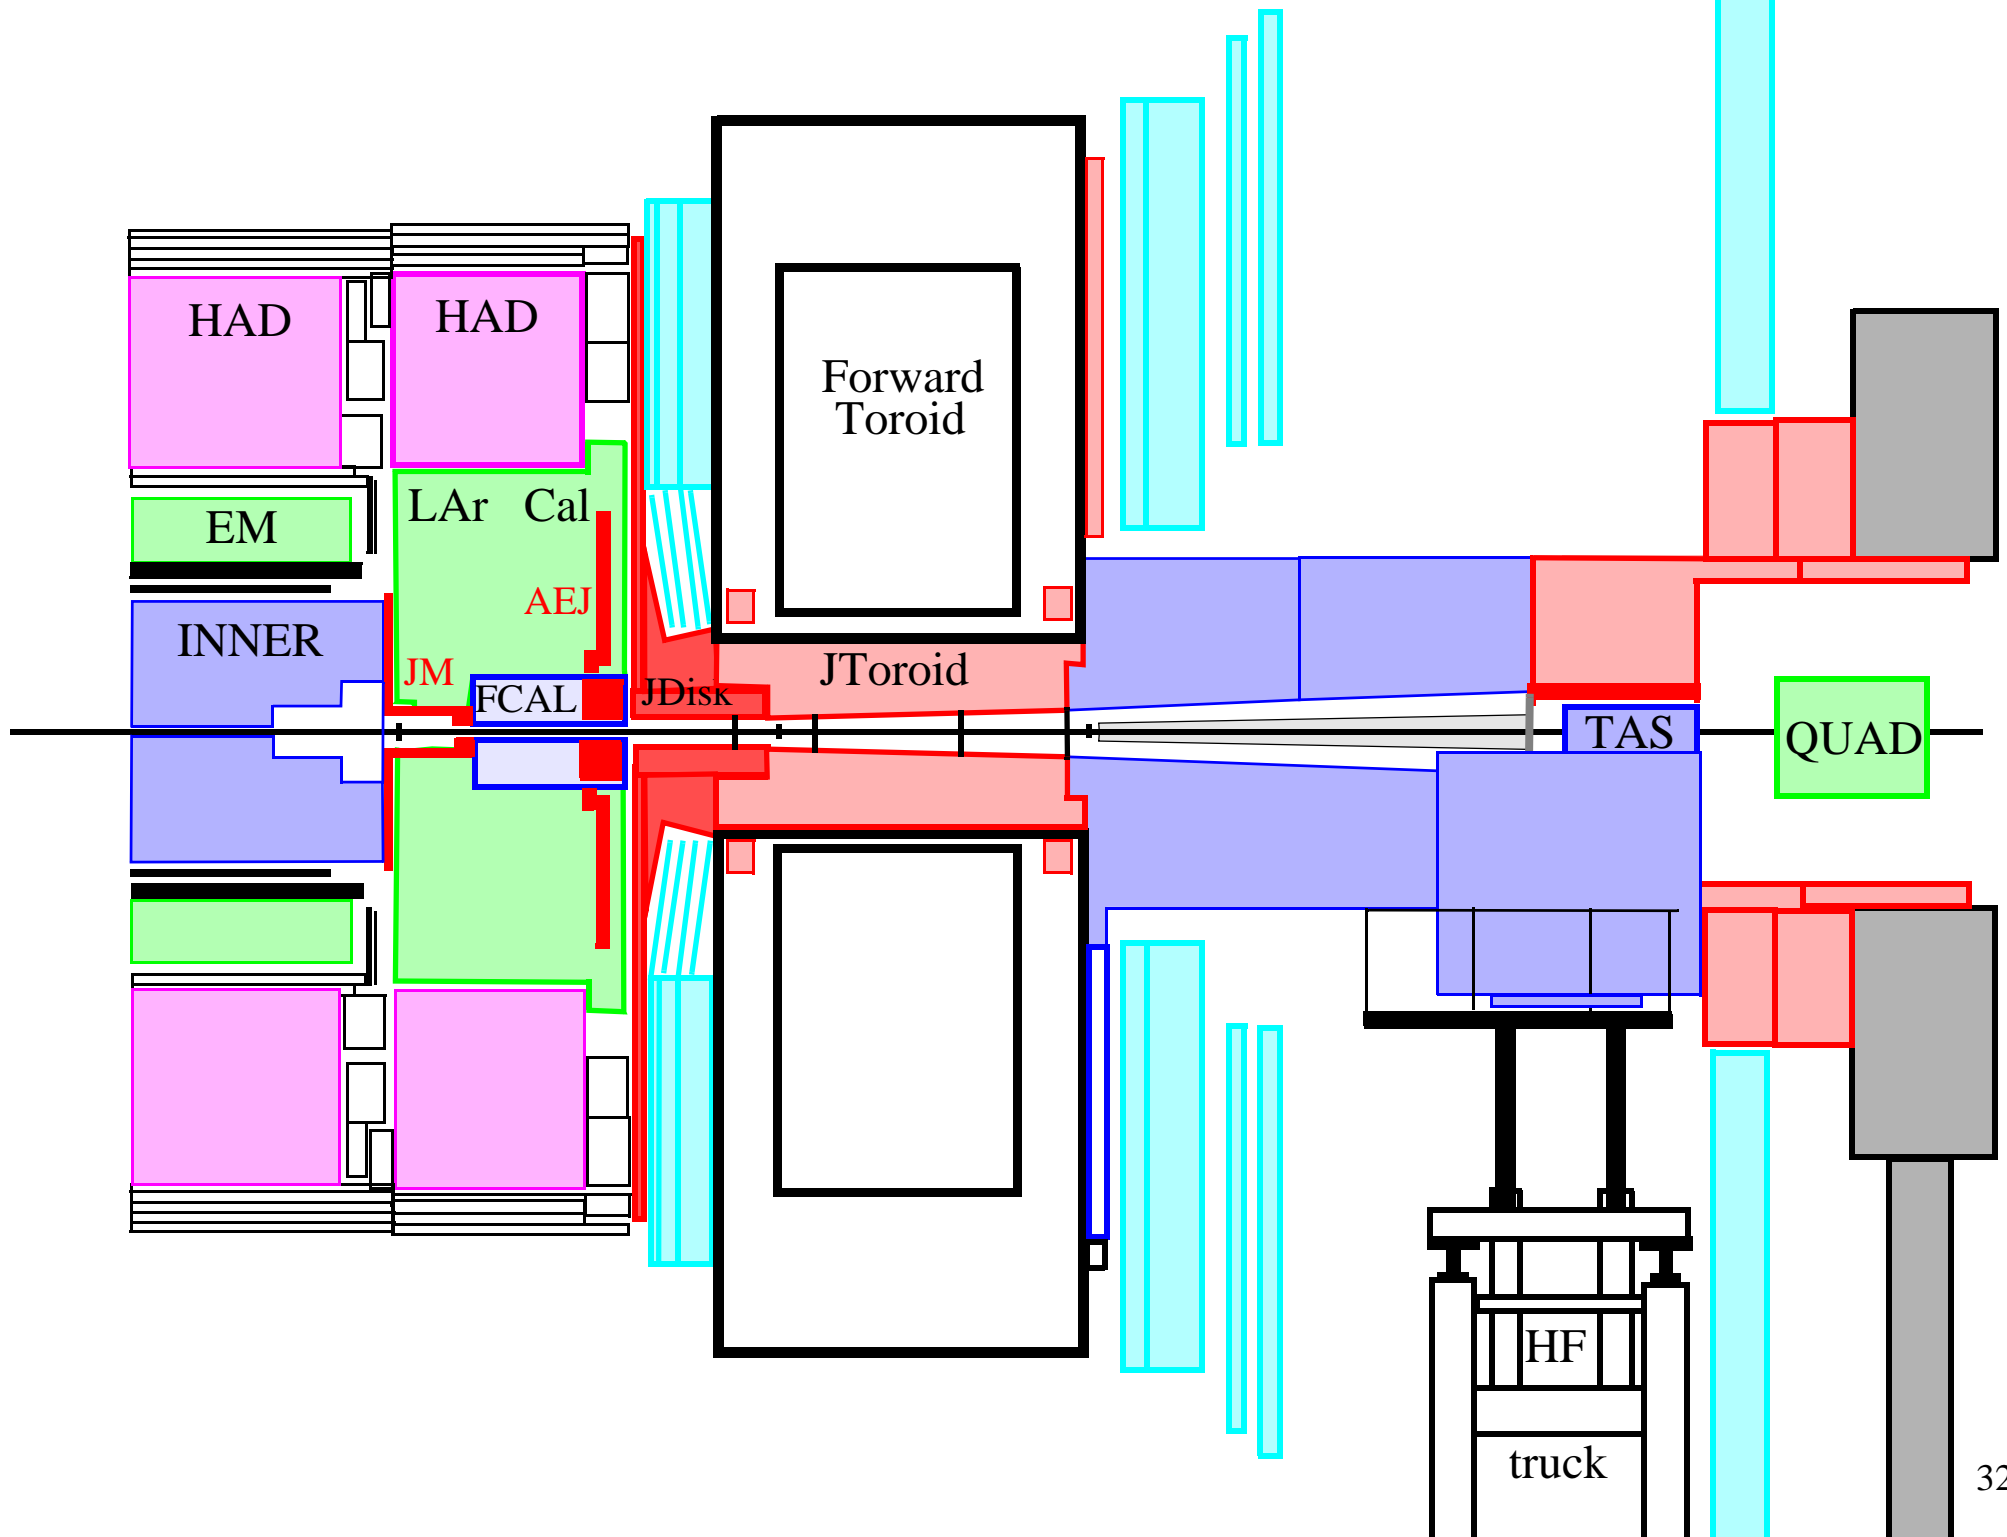 HAD
HAD
Forward
Toroid
LAr Cal
EM
AEJ
INNER
JM
FCAL
JDisk
JToroid
TAS
QUAD
HF
truck
32